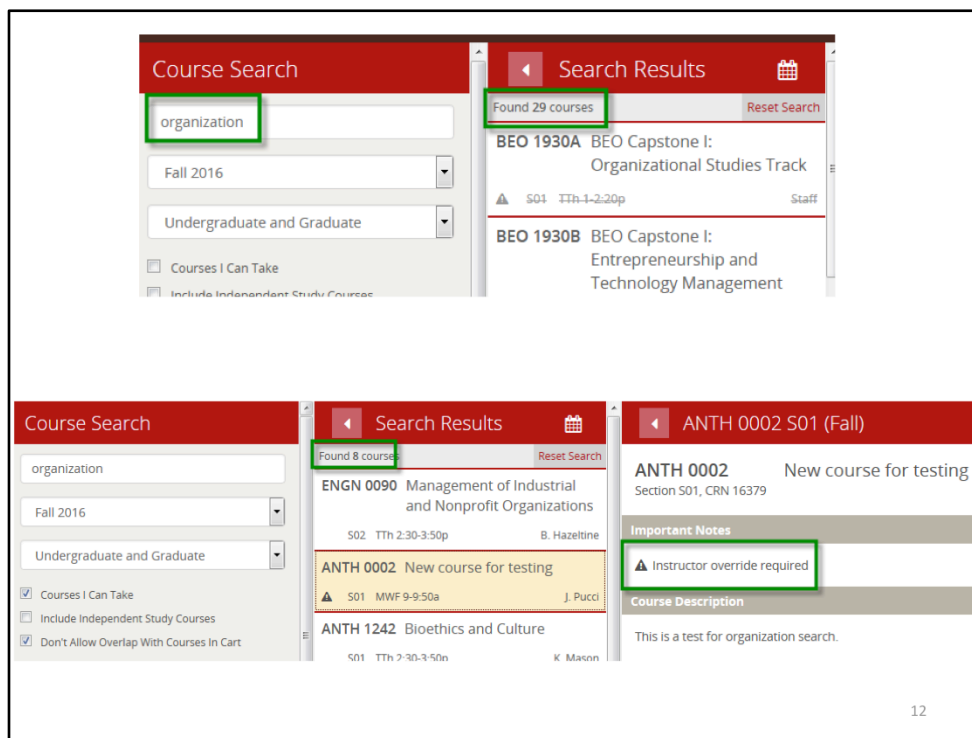 Course Search
organization
Fall 2016
Undergraduate and Graduate
Courses I Can Take
Include Independent Study Courses
Search Results
Found 29 courses
Reset Search
BEO 1930A BEO Capstone I:
Organizational Studies Track
S01 TTh 1-2:20p Staff
BEO 1930B BEO Capstone I:
Entrepreneurship and
Technology Management
Course Search
organization
Fall 2016
Undergraduate and Graduate
Courses I Can Take
Include Independent Study Courses
Don't Allow Overlap With Courses In Cart
Search Results
Found 8 courses
Reset Search
ENGN 0090 Management of Industrial
and Nonprofit Organizations
S02 TTh 2:30-3:50p B. Hazeltine
ANTH 0002 New course for testing
S01 MWF 9-9:50a J. Pucci
ANTH 1242 Bioethics and Culture
S01 TTh 2:30-3:50p K. Mason
ANTH 0002 S01 (Fall)
ANTH 0002 New course for testing
Section S01, CRN 16379
Important Notes
Instructor override required
Course Description
This is a test for organization search.
12